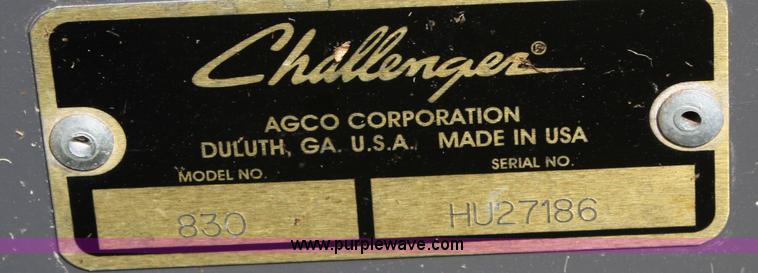 Challenger®
AGCO CORPORATION
DULUTH, GA. U.S.A. MADE IN USA
MODEL NO. SERIAL NO.
830 HU27186
www.purplewave.com